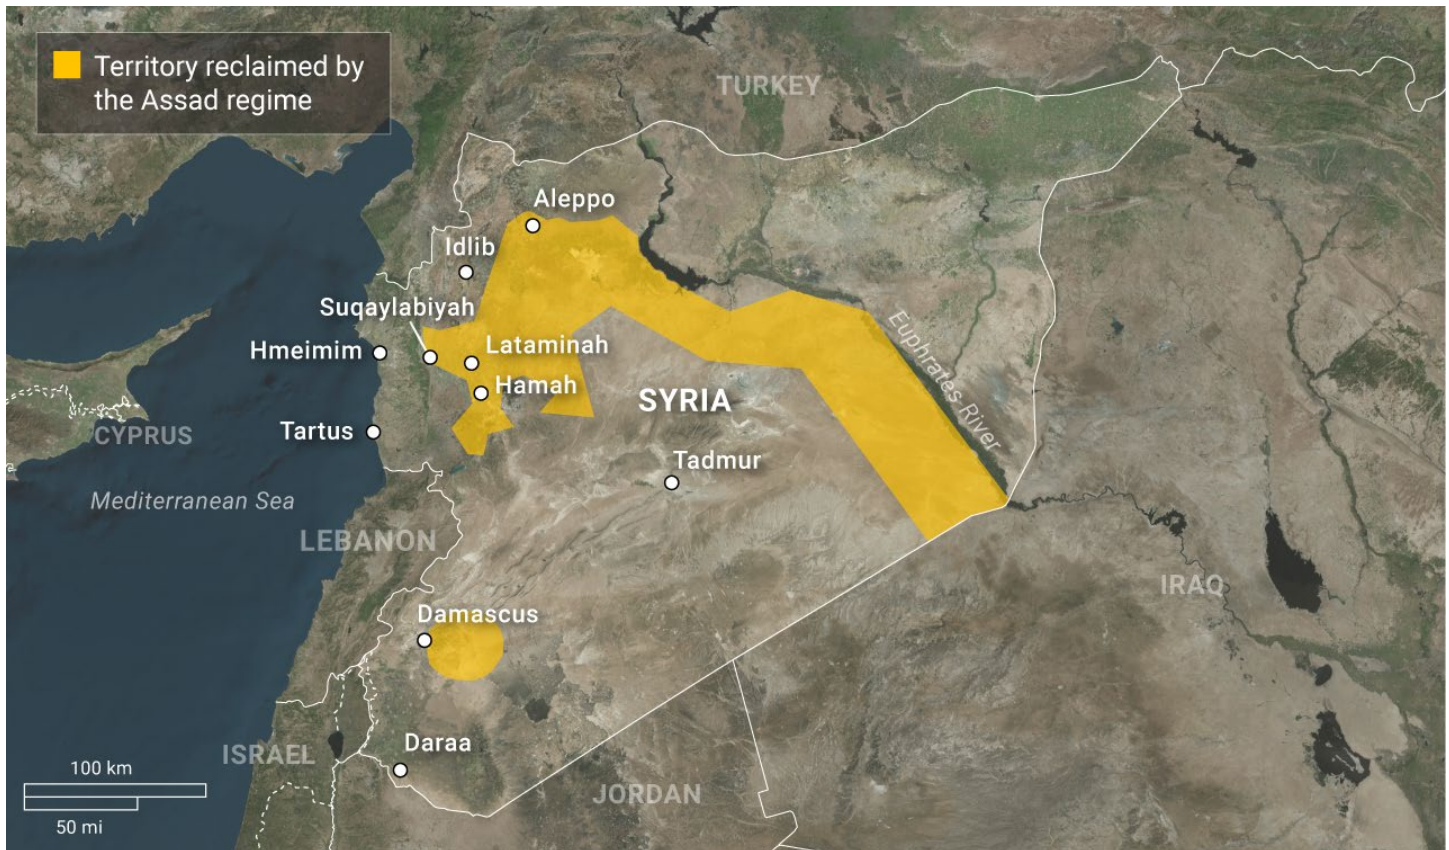 Territory reclaimed by
the Assad regime
TURKEY
Aleppo
Idlib
Suqaylabiyah
Euphrates River
Hmeimim
Lataminah
Hamah
SYRIA
Tartus
CYPRUS
Tadmur
Mediterranean Sea
LEBANON
IRAQ
Damascus
Daraa
ISRAEL
100 km
JORDAN
50 mi